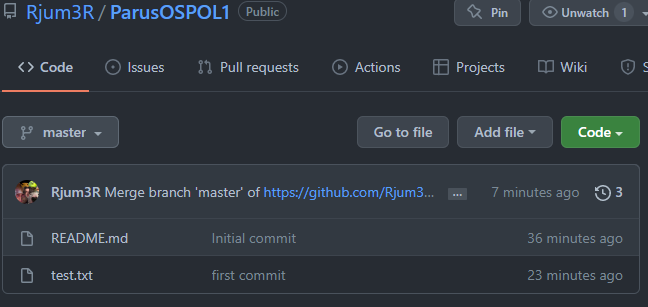 Rjum3R / ParusOSPOL1 Public Pin Unwatch 1
Code Issues Pull requests Actions Projects Wiki S
master Go to file Add file Code
Rjum3R Merge branch 'master' of https://github.com/Rjum3... ... 7 minutes ago 3
README.md Initial commit 36 minutes ago
test.txt first commit 23 minutes ago